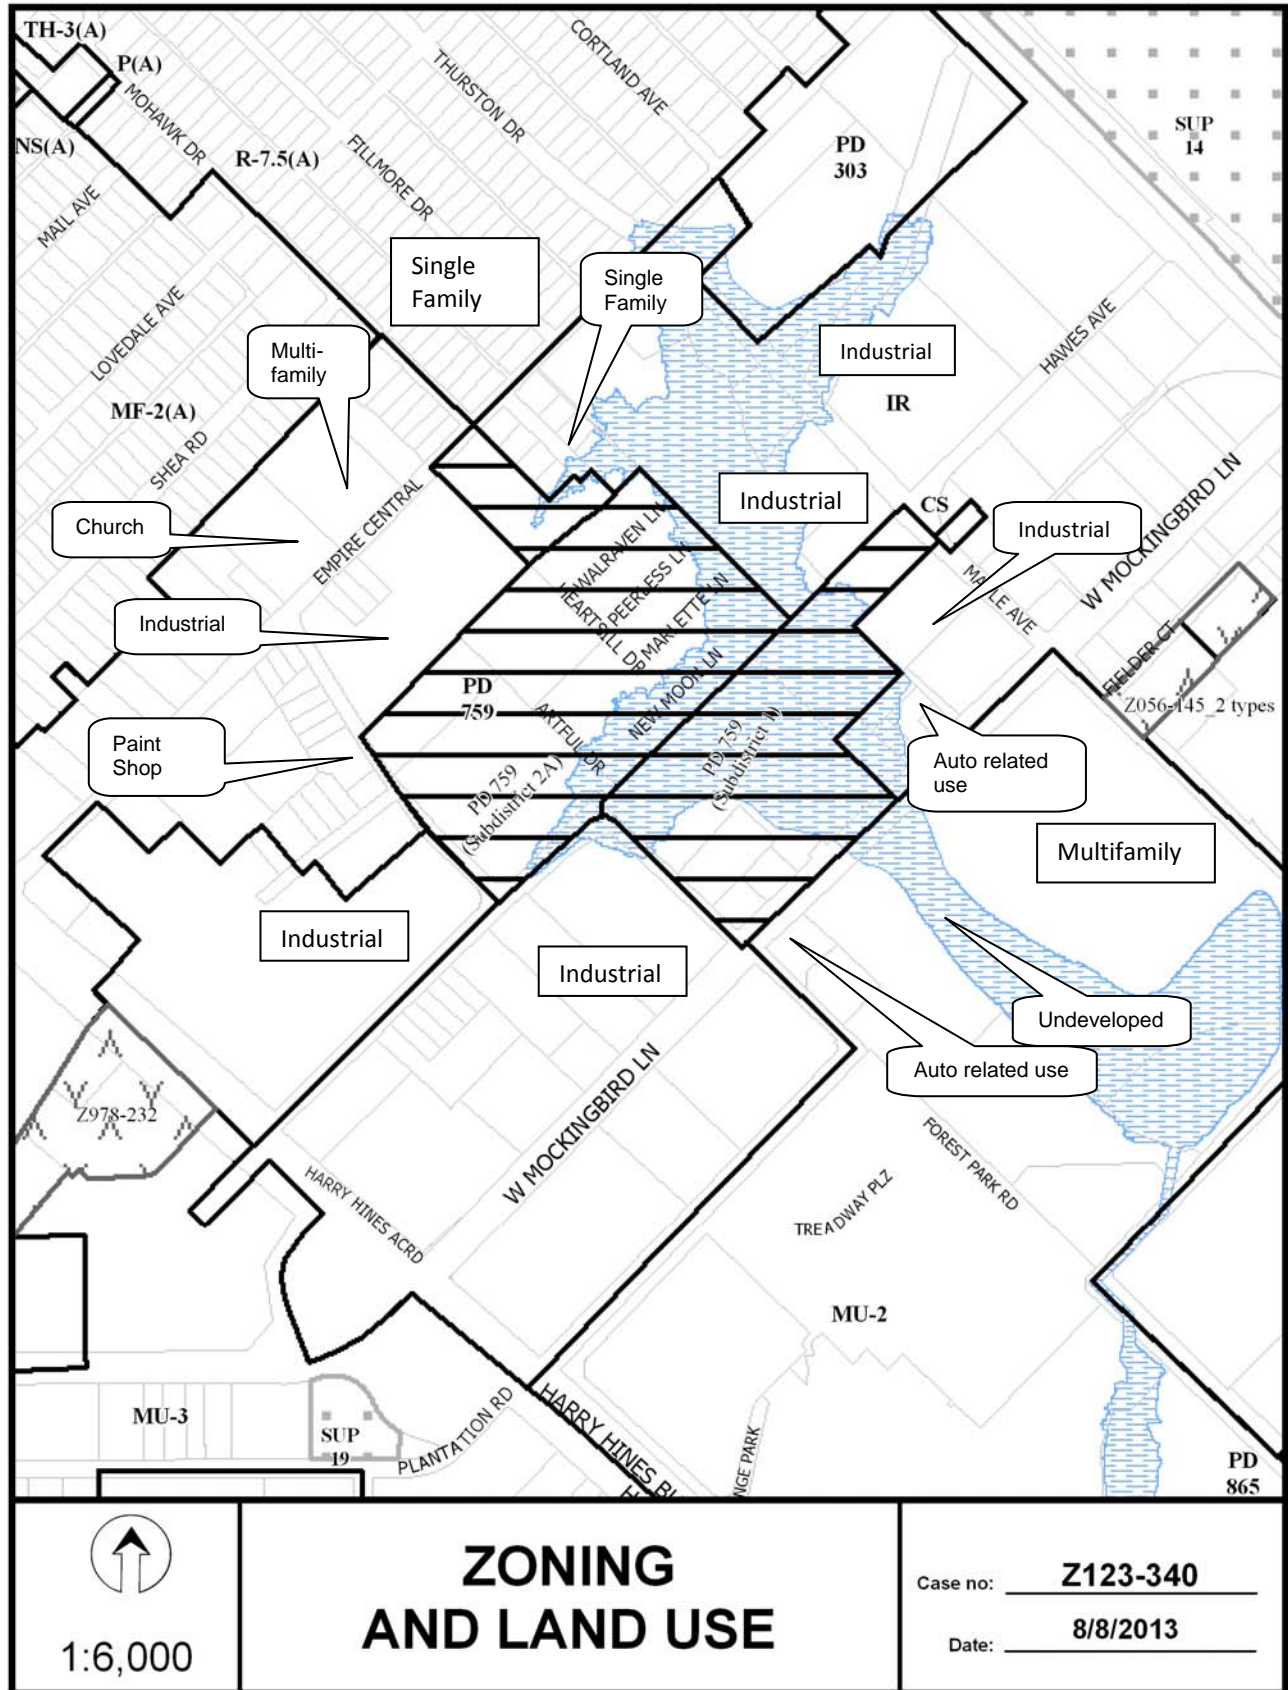 TH-3(A)
P(A)
NS(A)
MOHAWK DR
R-7.5(A)
MAIL AVE
THURSTON DR
CORTLAND AVE
FILLMORE DR
PD
303
SUP
14
Single
Family
Single
Family
LOVEDALE AVE
Multi-
family
Industrial
IR
HAWES AVE
MF-2(A)
SHEA RD
Church
EMPIRE CENTRAL
Industrial
CS
Industrial
W MOCKINGBIRD LN
MAPLE AVE
WALRAVEN LN
PEERLESS LN
HEARTSILL DR
MARLETTE LN
Industrial
FIELDER CT
Z056-145_2 types
PD
759
NEW MOON LN
ARTFUL DR
PD 759
(Subdistrict 1)
PD 759
(Subdistrict 2A)
Paint
Shop
Auto related
use
Multifamily
Industrial
Industrial
Undeveloped
Auto related use
Z978-232
W MOCKINGBIRD LN
HARRY HINES ACRD
FOREST PARK RD
TREADWAY PLZ
MU-2
MU-3
SUP
19
PLANTATION RD
HARRY HINES BL
NGE PARK
PD
865
1:6,000
ZONING
AND LAND USE
Case no: Z123-340
Date: 8/8/2013